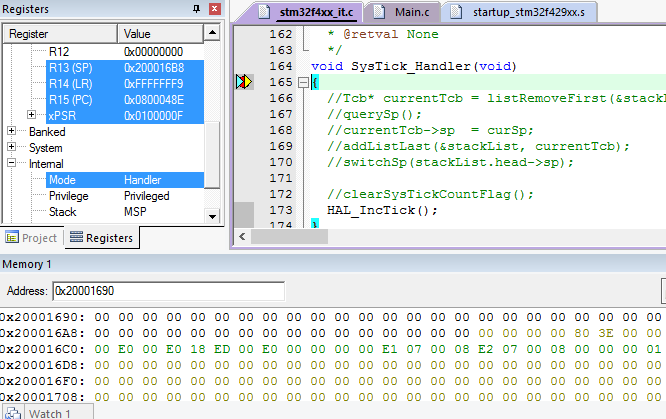 Registers
Register Value
R12 0x00000000
R13 (SP) 0x200016B8
R14 (LR) 0xFFFFFFF9
R15 (PC) 0x0800048E
xPSR 0x0100000F
Banked
System
Internal
Mode Handler
Privilege Privileged
Stack MSP
Project Registers
stm32f4xx_it.c Main.c startup_stm32f429xx.s
162 * @retval None
163 */
164 void SysTick_Handler(void)
165 {
166 //Tcb* currentTcb = listRemoveFirst(&stackL
167 //querySp();
168 //currentTcb->sp  = curSp;
169 //addListLast(&stackList, currentTcb);
170 //switchSp(stackList.head->sp);
171
172 //clearSysTickCountFlag();
173 HAL_IncTick();
174 }
Memory 1
Address: 0x20001690
0x20001690: 00 00 00 00 00 00 00 00 00 00 00 00 00 00 00 00 00 00 00 00 00 00 00 00
0x200016A8: 00 00 00 00 00 00 00 00 00 00 00 00 00 00 00 00 00 00 00 00 80 3E 00 00
0x200016C0: 00 E0 00 E0 18 ED 00 E0 00 00 00 00 E1 07 00 08 E2 07 00 08 00 00 00 01
0x200016D8: 00 00 00 00 00 00 00 00 00 00 00 00 00 00 00 00 00 00 00 00 00 00 00 00
0x200016F0: 00 00 00 00 00 00 00 00 00 00 00 00 00 00 00 00 00 00 00 00 00 00 00 00
0x20001708: 00 00 00 00 00 00 00 00 00 00 00 00 00 00 00 00 00 00 00 00 00 00 00 00
Watch 1